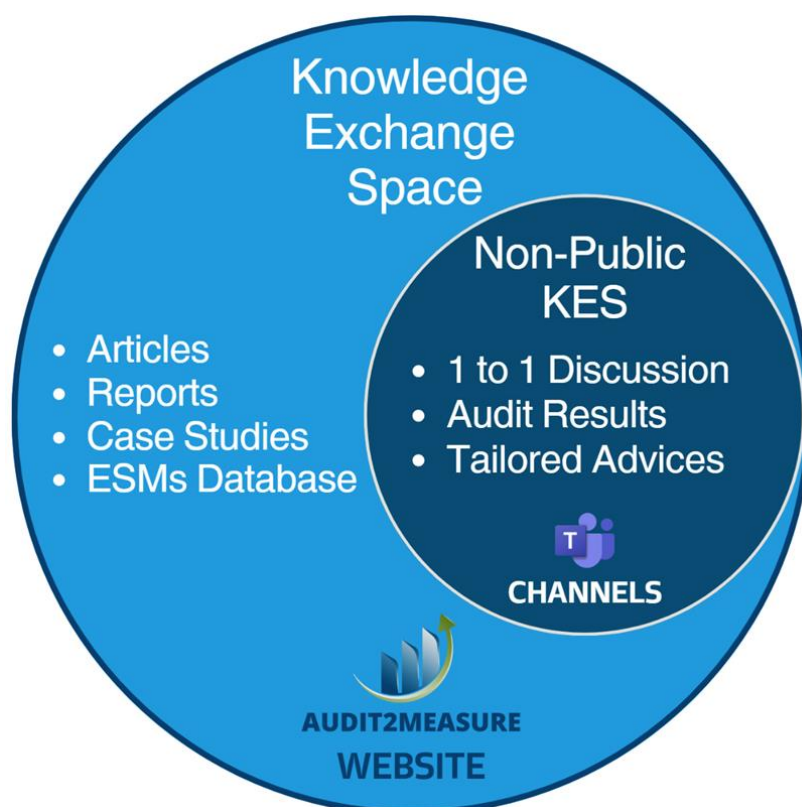 Knowledge
Exchange
Space
Non-Public
KES
• Articles
• Reports
• Case Studies
• ESMs Database
• 1 to 1 Discussion
• Audit Results
• Tailored Advices
T
CHANNELS
AUDIT2MEASURE
WEBSITE